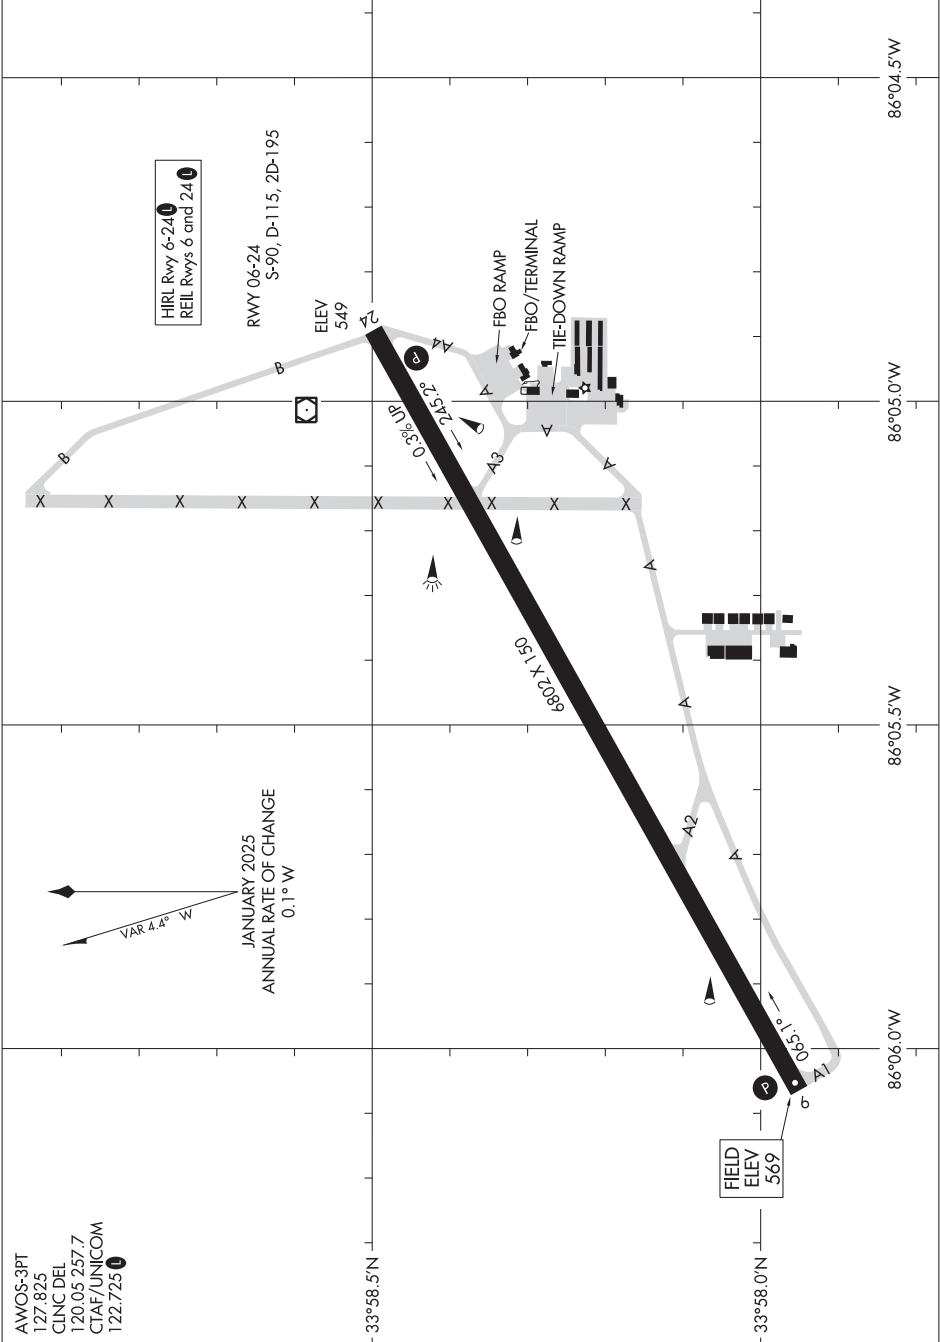 AWOS-3PT
127.825
CLNC DEL
120.05 257.7
CTAF/UNICOM
122.725 L
VAR 4.4° W
JANUARY 2025
ANNUAL RATE OF CHANGE
0.1° W
HIRL Rwy 6-24 L
REIL Rwys 6 and 24 L
RWY 06-24
S-90, D-115, 2D-195
ELEV
549
24
P
B
B
X
X
X
X
X
X
X
X
X
X
0.3% UP
245.2°
A4
A
A3
A
A
FBO RAMP
FBO/TERMINAL
TIE-DOWN RAMP
6802 X 150
A
A
A2
A
065.1°
A1
6
P
FIELD
ELEV
569
33°58.5'N
33°58.0'N
86°06.0'W
86°05.5'W
86°05.0'W
86°04.5'W